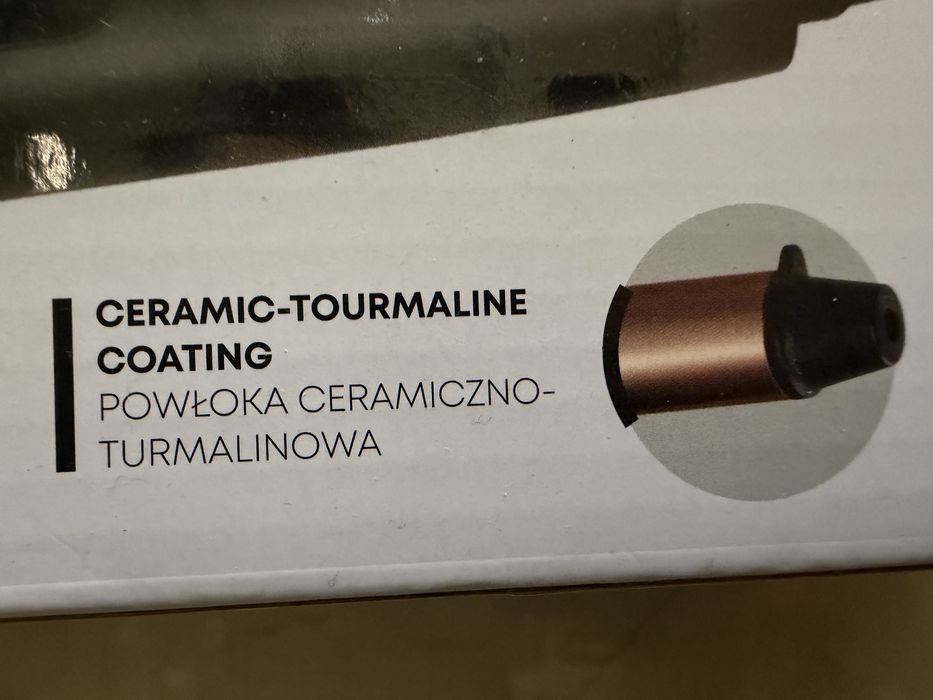 CERAMIC-TOURMALINE
COATING
POWŁOKA CERAMICZNO-
TURMALINOWA